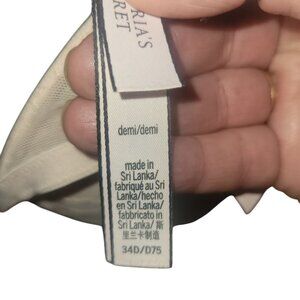 RIA'S
RET
demi/demi
made in
Sri Lanka/
fabriqué au Sri
Lanka/hecho
en Sri Lanka/
fabbricato in
Sri Lanka/ 斯
里兰卡制造
34D/D75